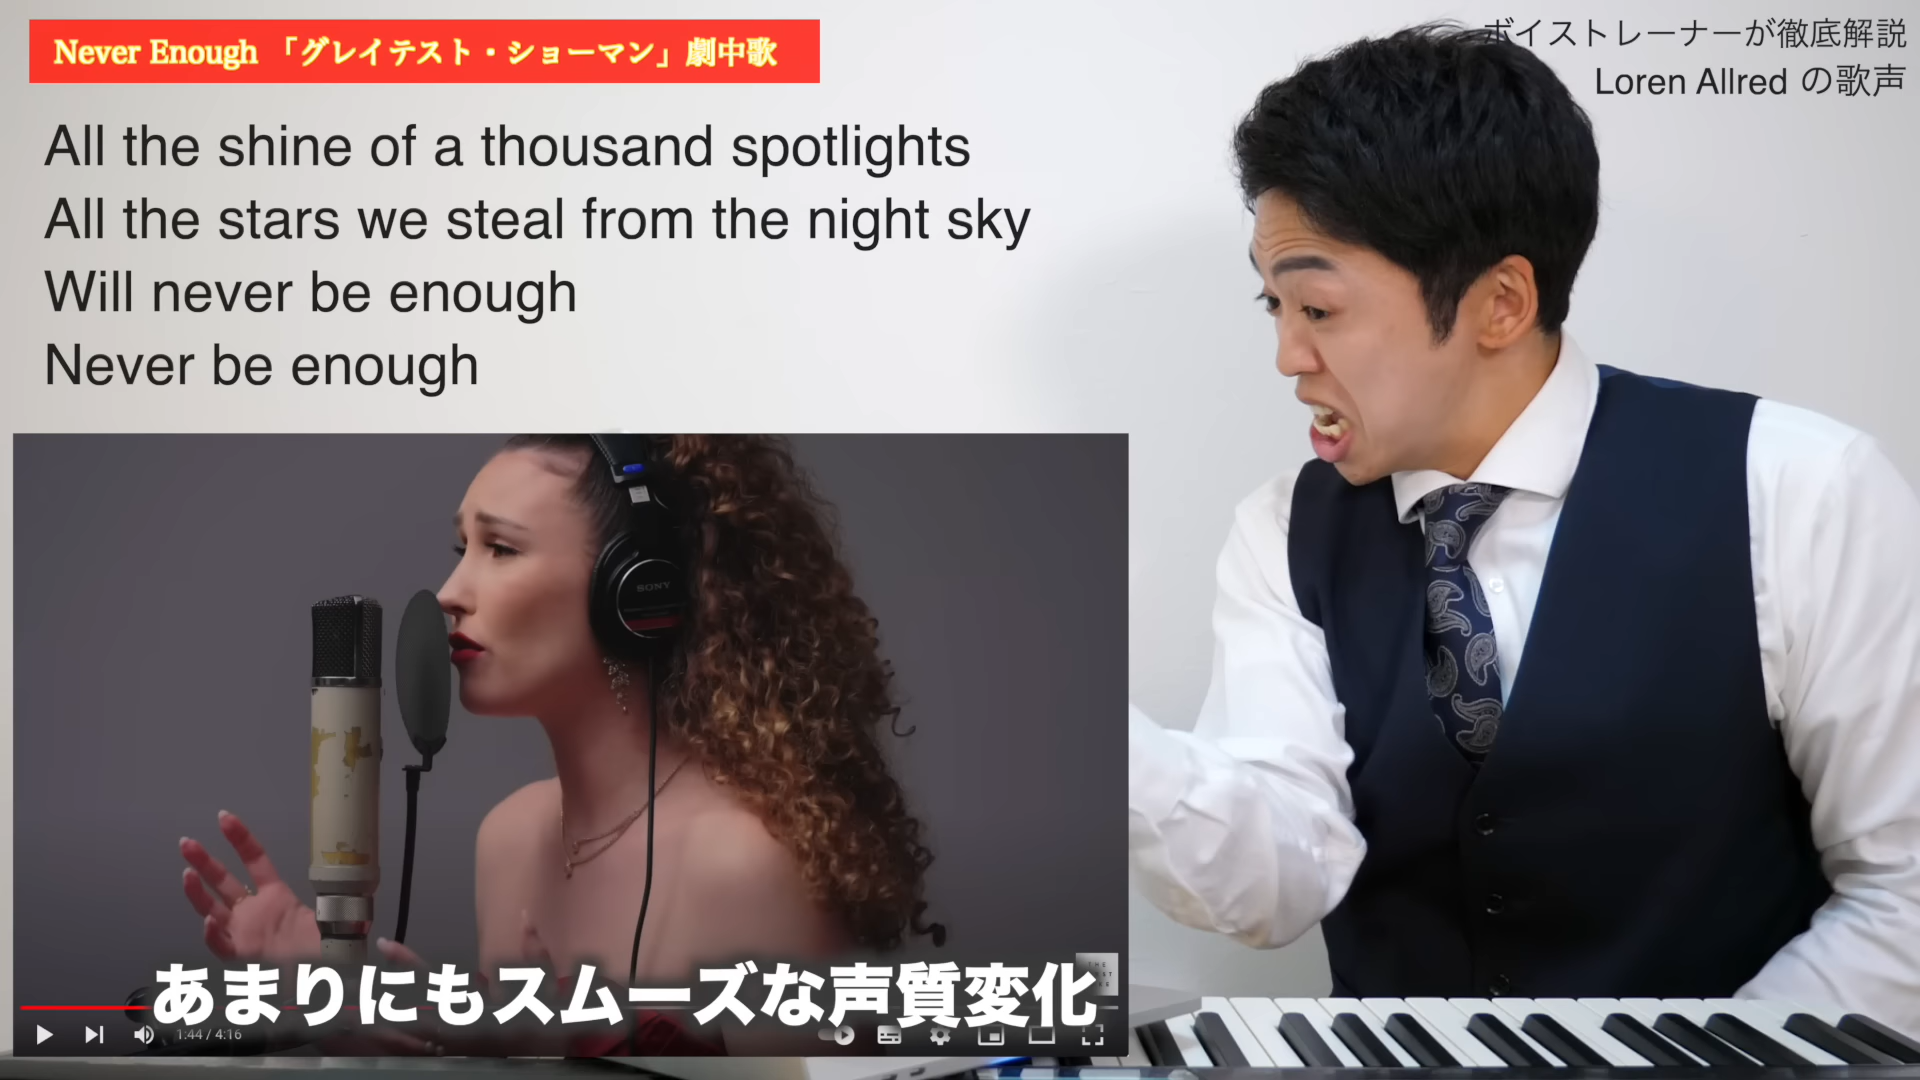 Never Enough 「グレイテスト・ショーマン」劇中歌
ボイストレーナーが徹底解説
Loren Allred の歌声
All the shine of a thousand spotlights
All the stars we steal from the night sky
Will never be enough
Never be enough
SONY
あまりにもスムーズな声質変化
1:44 / 4:16